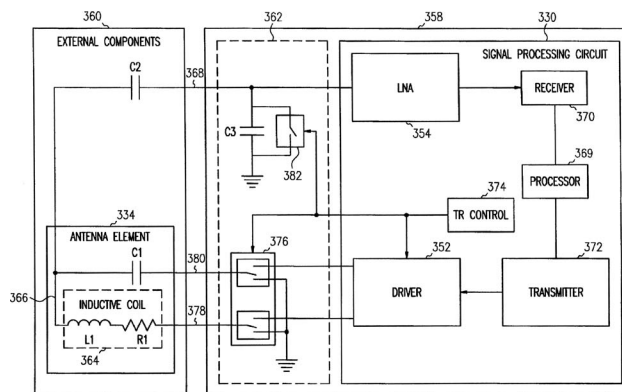 360
362
358
330
EXTERNAL COMPONENTS
SIGNAL PROCESSING CIRCUIT
C2
368
LNA
354
RECEIVER
370
C3
382
369
PROCESSOR
334
ANTENNA ELEMENT
374
TR CONTROL
376
352
372
C1
380
DRIVER
TRANSMITTER
366
INDUCTIVE COIL
378
L1
R1
364